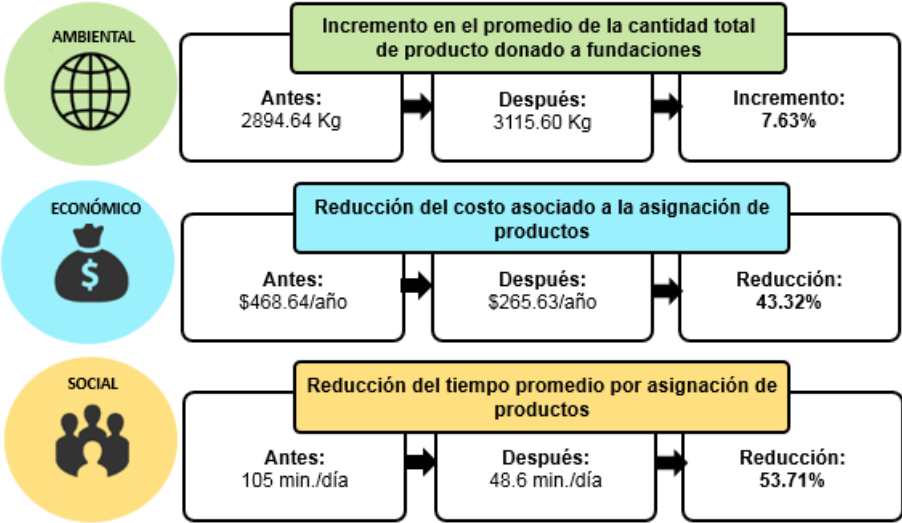 AMBIENTAL
Incremento en el promedio de la cantidad total
de producto donado a fundaciones
Antes:
2894.64 Kg
Después:
3115.60 Kg
Incremento:
7.63%
ECONÓMICO
$
Reducción del costo asociado a la asignación de
productos
Antes:
$468.64/año
Después:
$265.63/año
Reducción:
43.32%
SOCIAL
Reducción del tiempo promedio por asignación de
productos
Antes:
105 min./día
Después:
48.6 min./día
Reducción:
53.71%